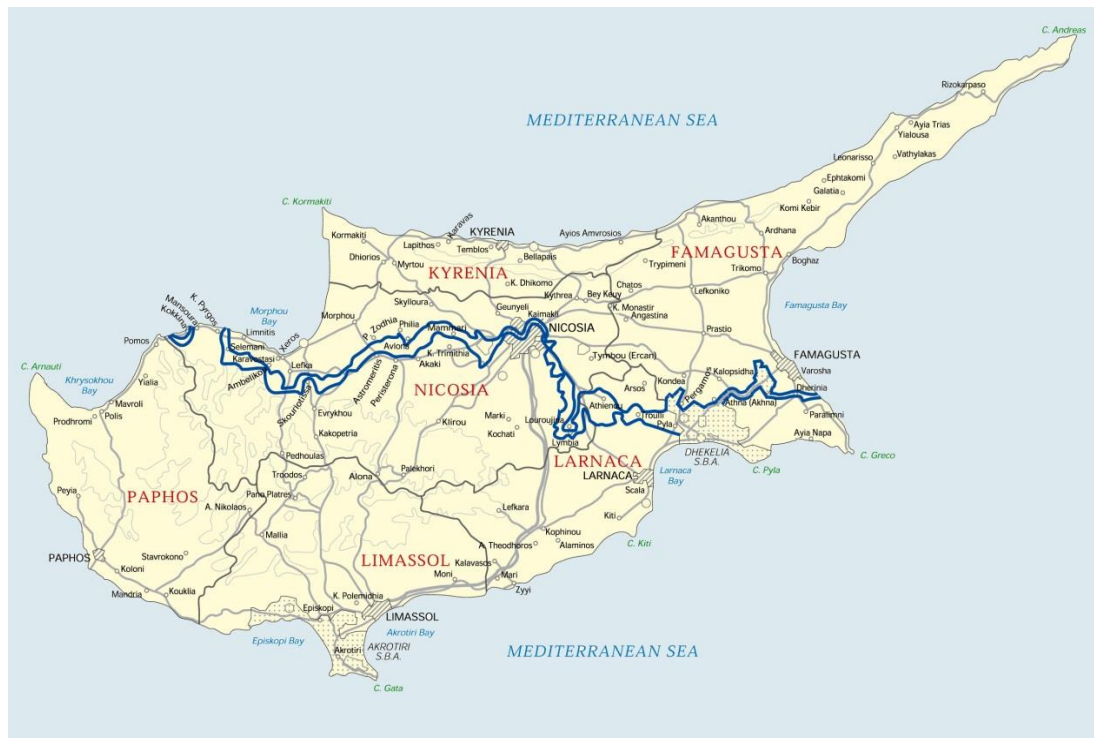 C. Andreas
Rizokarpaso
MEDITERRANEAN SEA
Ayia Trias
Yialousa
Leonarisso
Vathylakas
Ephtakomi
Galatia
C. Kormakiti
Komi Kebir
Karavas
KYRENIA
Akanthou
Kormakiti
Lapithos
Temblos
Ayios Amvrosios
Ardhana
Bellapais
FAMAGUSTA
Dhiorios
Myrtou
KYRENIA
Trypimeni
Boghaz
Trikomo
K. Dhikomo
Chatos
Lefkoniko
Skylloura
Kythrea
Bey Keuy
Famagusta Bay
Geunyeli
K. Monastir
Morphou Bay
Morphou
Kaimakli
Angastina
K. Pyrgos
Mansoura
Kokkina
P. Zodhia
Philia
Mammari
NICOSIA
Prastio
Limnitis
Xeros
Pomos
Selemani
Avlona
K. Trimithia
Tymbou (Ercan)
FAMAGUSTA
Karavostasi
Lefka
Akaki
Kalopsidha
Varosha
C. Arnauti
Ambelikou
Astromeritis
Peristerona
NICOSIA
Arsos
Kondea
Pergamos
Khrysokhou Bay
Yialia
Skouriotissa
Athienou
Athna (Akhna)
Dherinia
Mavroli
Evrykhou
Marki
Louroujina
Troulli
Paralimni
Prodhromi
Polis
Klirou
Kochati
Pyla
Kakopetria
Lymbia
Ayia Napa
DHEKELIA
S.B.A.
Pedhoulas
LARNACA
Larnaca Bay
C. Greco
Troodos
Alona
Palekhori
LARNACA
C. Pyla
Peyia
PAPHOS
Pano Platres
Scala
A. Nikolaos
Lefkara
Kiti
Mallia
Kophinou
C. Kiti
Stavrokono
A. Theodhoros
Alaminos
PAPHOS
LIMASSOL
Kalavasos
Koloni
Moni
Mari
Mandria
Kouklia
K. Polemidhia
Zyyi
Episkopi
LIMASSOL
Episkopi Bay
Akrotiri Bay
AKROTIRI
S.B.A.
Akrotiri
MEDITERRANEAN SEA
C. Gata